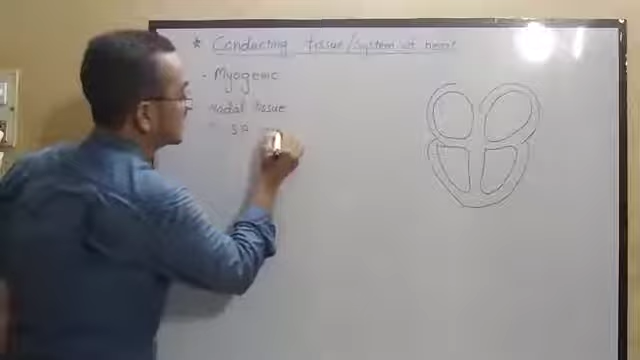 * Conducting tissue/system of heart
- Myogenic
nodal tissue
SA